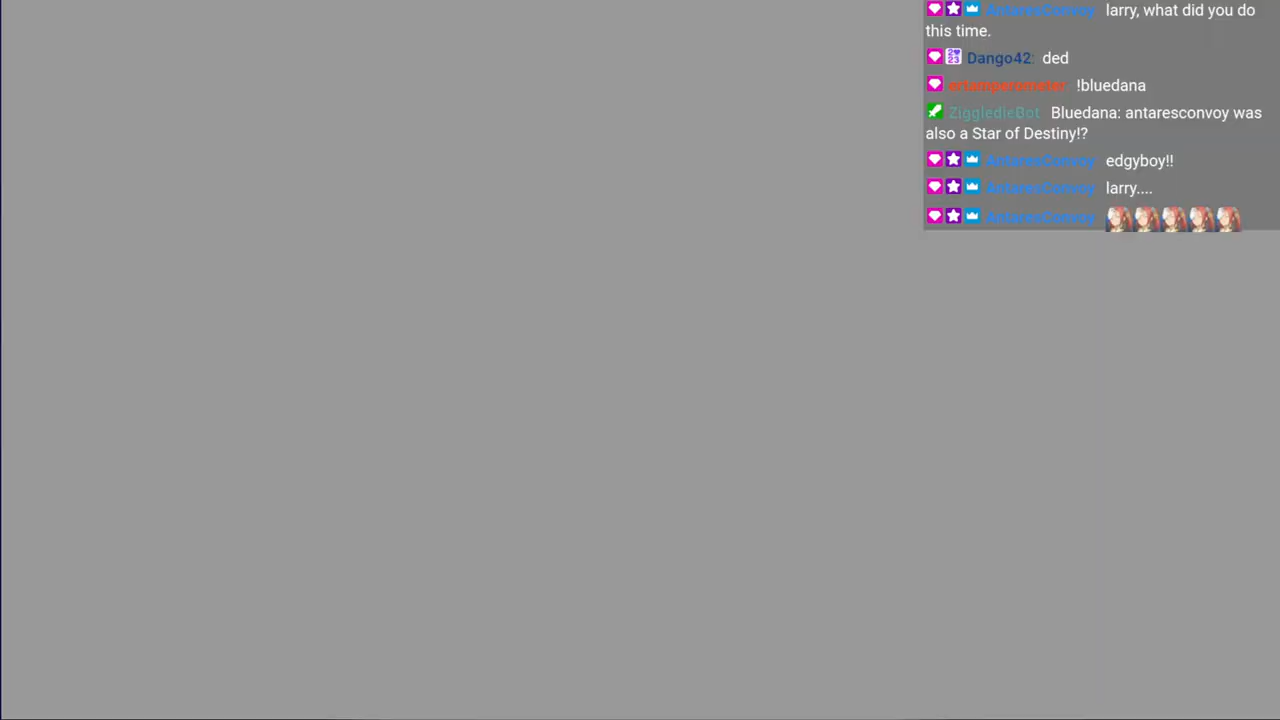 AntaresConvoy larry, what did you do
this time.
Dango42: ded
ertamporomator: !bluedana
ZiggledieBot Bluedana: antaresconvoy was
also a Star of Destiny!?
AntaresConvoy edgyboy!!
AntaresConvoy larry....
AntaresConvoy